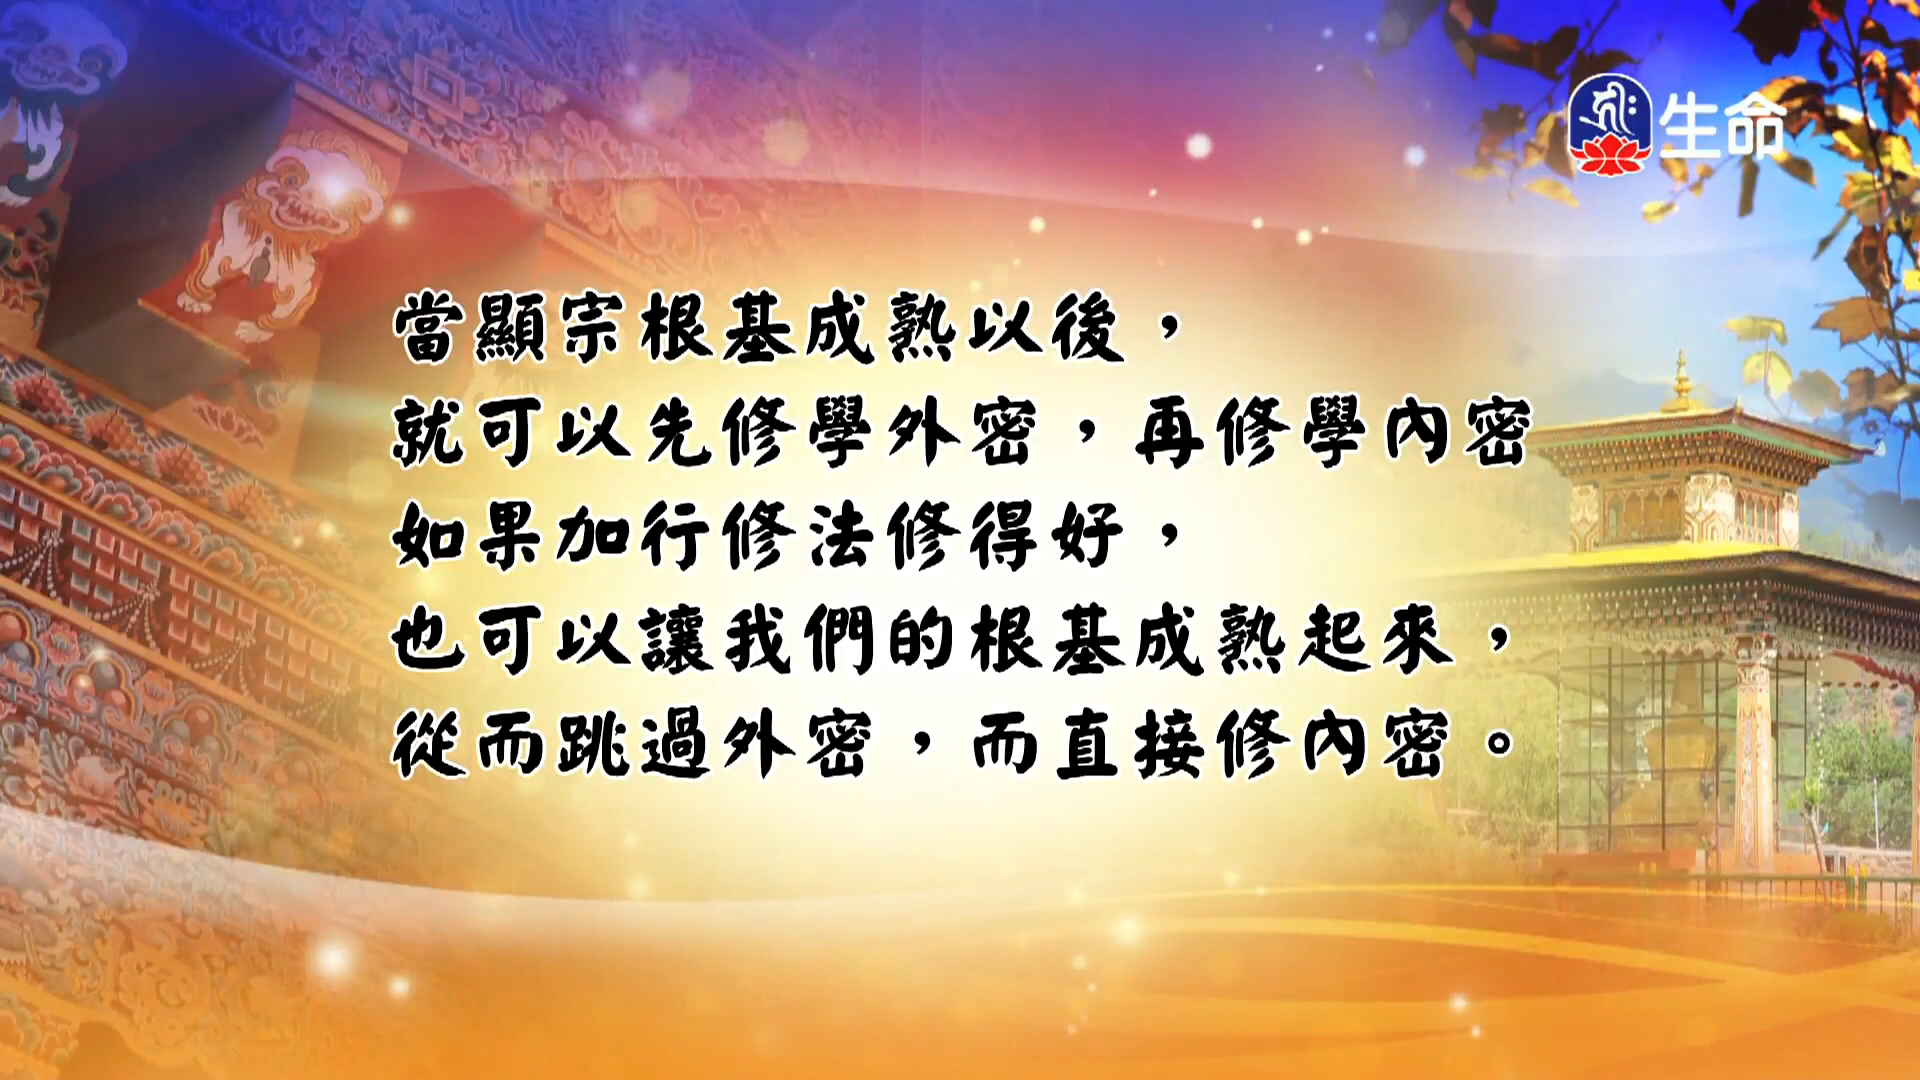 生命
當顯宗根基成熟以後，
就可以先修學外密，再修學內密
如果加行修法修得好，
也可以讓我們的根基成熟起來，
從而跳過外密，而直接修內密。